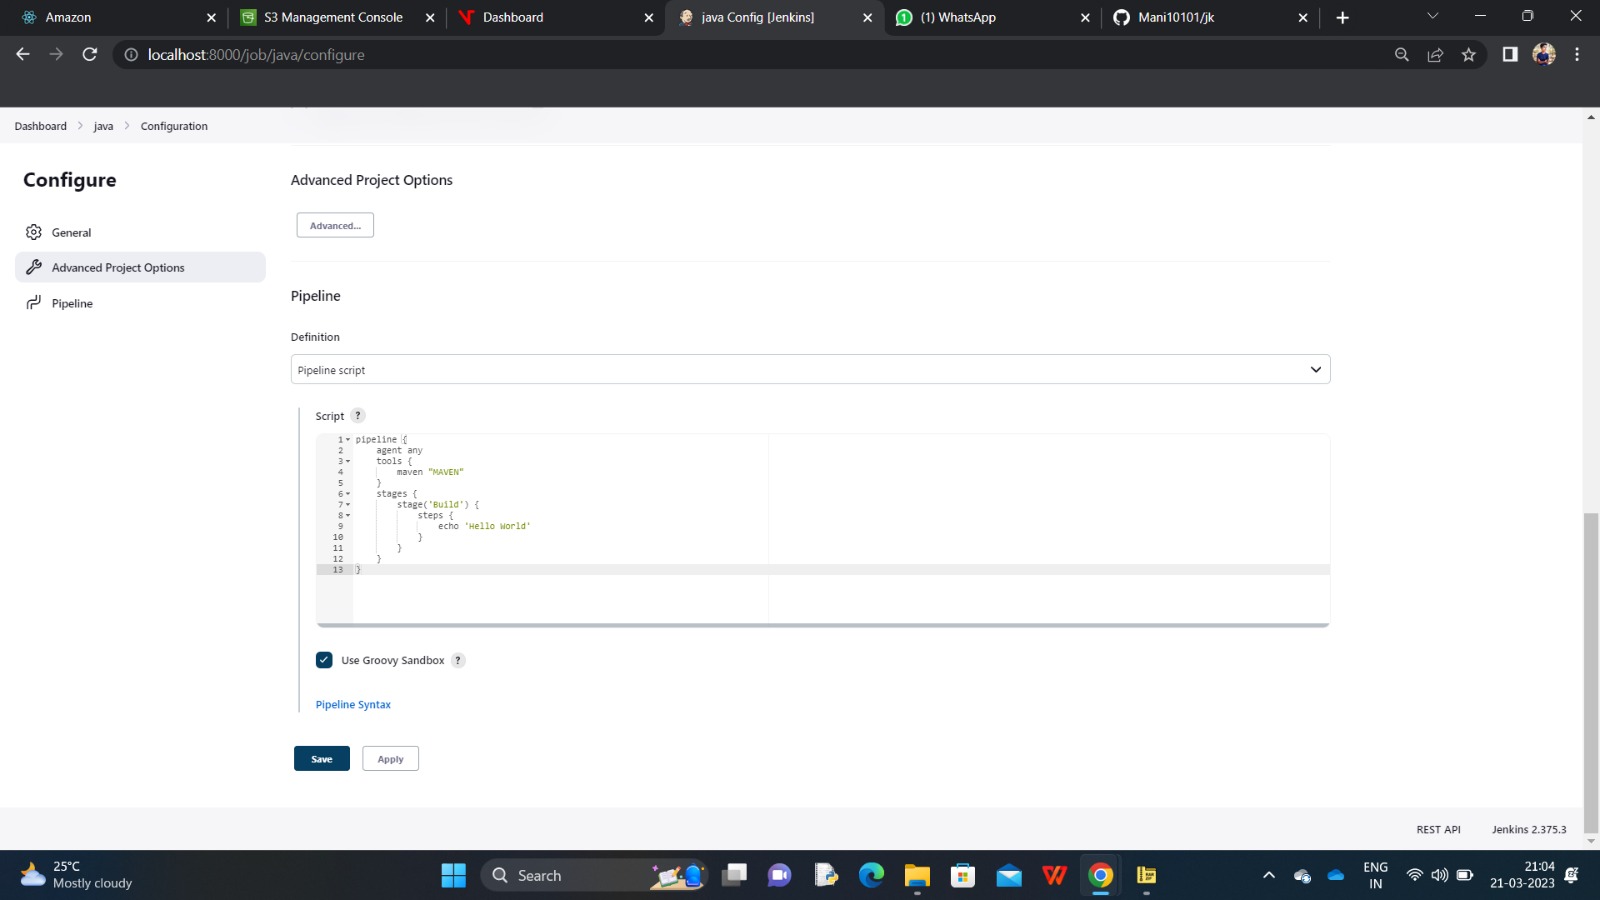 Amazon
S3 Management Console
Dashboard
java Config [Jenkins]
(1) WhatsApp
Mani10101/jk
localhost:8000/job/java/configure
Dashboard > java > Configuration
Configure
General
Advanced Project Options
Pipeline
Advanced Project Options
Advanced...
Pipeline
Definition
Pipeline script
Script ?
1 pipeline {
2 agent any
3 tools {
4 maven "MAVEN"
5 }
6 stages {
7 stage('Build') {
8 steps {
9 echo 'Hello World'
10 }
11 }
12 }
13 }
Use Groovy Sandbox ?
Pipeline Syntax
Save
Apply
REST API
Jenkins 2.375.3
25°C
Mostly cloudy
Search
ENG
IN
21:04
21-03-2023